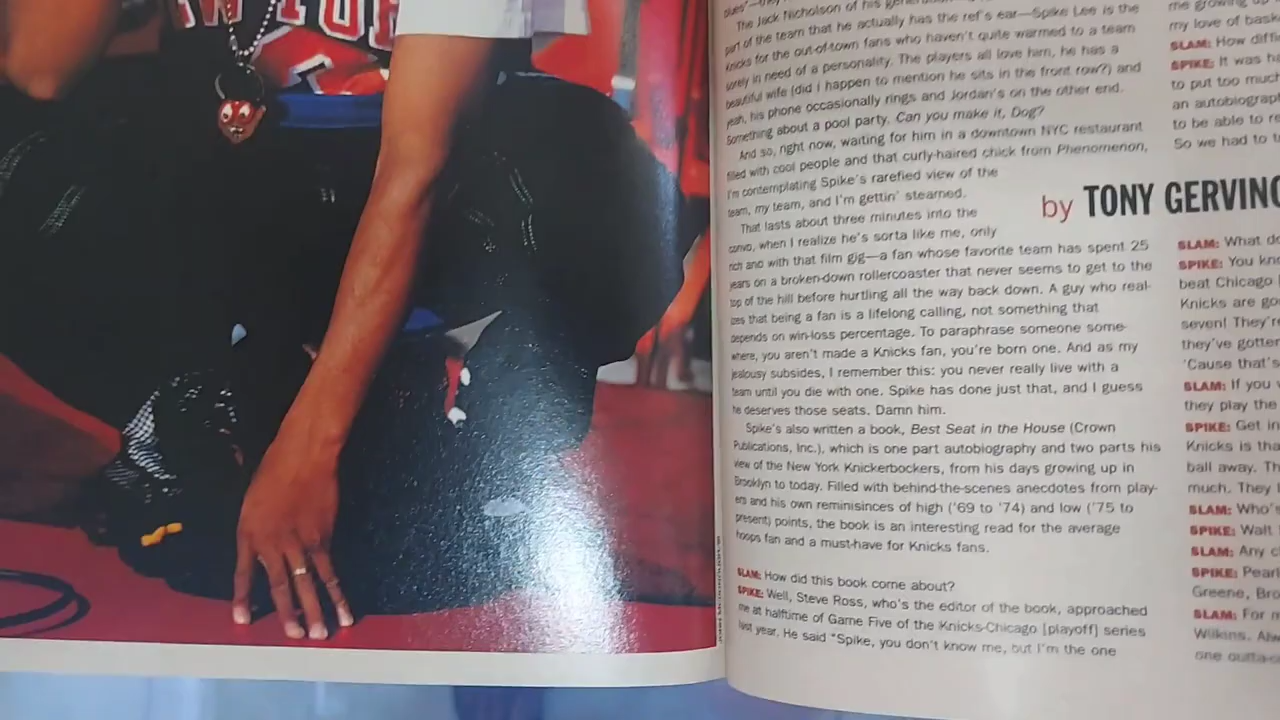 W YOR
The Jack Nicholson of his
part of the team that he actually has the ref's ear—Spike Lee is the
Knicks for the out-of-town fans who haven't quite warmed to a team
sorely in need of a personality. The players all love him, he has a
beautiful wife (did i happen to mention he sits in the front row?) and
yeah, his phone occasionally rings and Jordan's on the other end.
Something about a pool party. Can you make it, Dog?
And so, right now, waiting for him in a downtown NYC restaurant
filled with cool people and that curly-haired chick from Phenomenon,
I'm contemplating Spike's rarefied view of the
team, my team, and I'm gettin' steamed.
That lasts about three minutes into the
convo, when I realize he's sorta like me, only
rich and with that film gig—a fan whose favorite team has spent 25
years on a broken-down rollercoaster that never seems to get to the
top of the hill before hurtling all the way back down. A guy who real-
izes that being a fan is a lifelong calling, not something that
depends on win-loss percentage. To paraphrase someone some-
where, you aren't made a Knicks fan, you're born one. And as my
jealousy subsides, I remember this: you never really live with a
team until you die with one. Spike has done just that, and I guess
he deserves those seats. Damn him.
Spike's also written a book, Best Seat in the House (Crown
Publications, Inc.), which is one part autobiography and two parts his
view of the New York Knickerbockers, from his days growing up in
Brooklyn to today. Filled with behind-the-scenes anecdotes from play-
ers and his own reminisinces of high ('69 to '74) and low ('75 to
present) points, the book is an interesting read for the average
hoops fan and a must-have for Knicks fans.
SLAM: How did this book come about?
SPIKE: Well, Steve Ross, who's the editor of the book, approached
me at halftime of Game Five of the Knicks-Chicago [playoff] series
last year. He said "Spike, you don't know me, but I'm the one
me growing up
my love of bask
SLAM: How diffi
SPIKE: It was ha
to put too much
an autobiograp
to be able to re
So we had to
by TONY GERVINO
SLAM: What do
SPIKE: You kno
beat Chicago
Knicks are go
seven! They're
they've gotten
'Cause that's
SLAM: If you
they play the
SPIKE: Get in
Knicks is tha
ball away. Th
much. They
SLAM: Who's
SPIKE: Walt
SLAM: Any c
SPIKE: Pearl
Greene, Bro
SLAM: For
Wilkins. Alw
one outta-